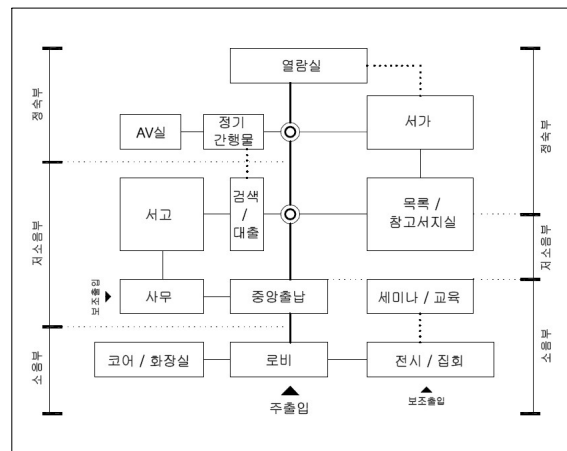 열람실
정숙부
정숙부
AV실
정기
간행물
서가
서고
검색
/
대출
목록 /
참고서지실
저소음부
저소음부
보조출입
사무
중앙출납
세미나 / 교육
소음부
소음부
코어 / 화장실
로비
전시 / 집회
주출입
보조출입